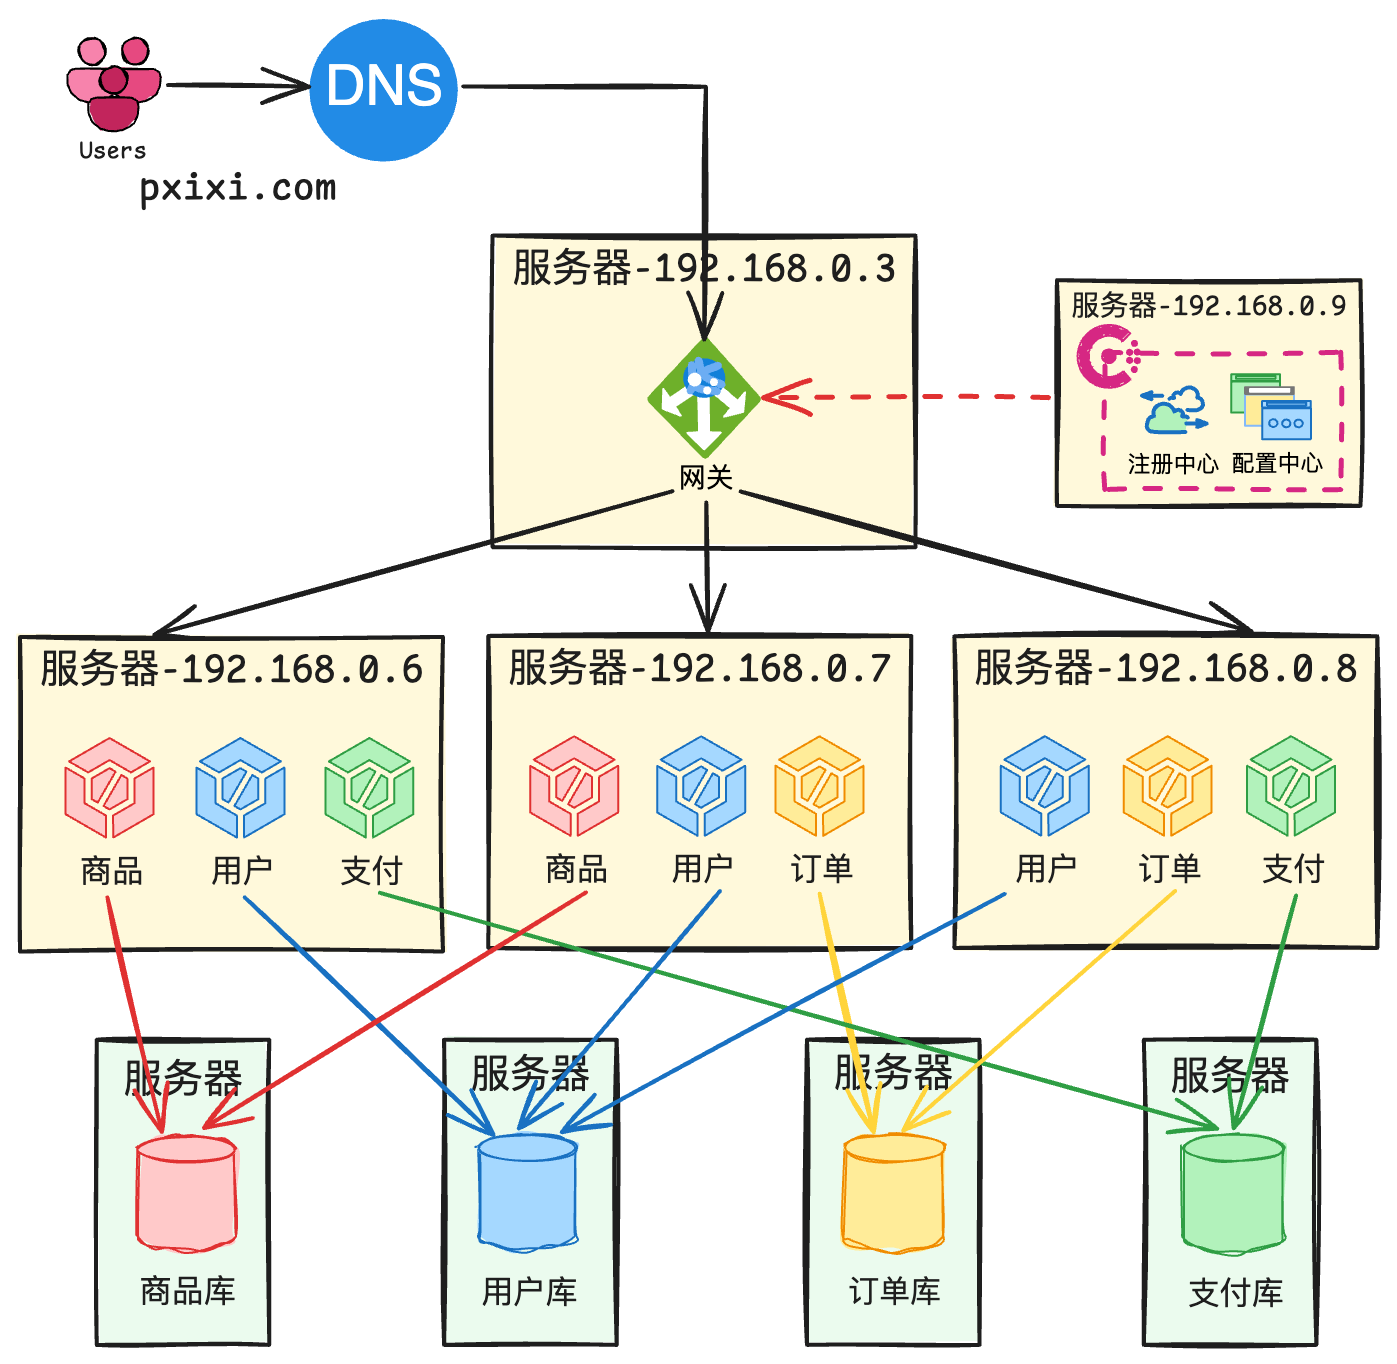 DNS
Users
pxixi.com
服务器-192.168.0.3
网关
服务器-192.168.0.9
注册中心 配置中心
服务器-192.168.0.6
商品 用户 支付
服务器-192.168.0.7
商品 用户 订单
服务器-192.168.0.8
用户 订单 支付
服务器
商品库
服务器
用户库
服务器
订单库
服务器
支付库